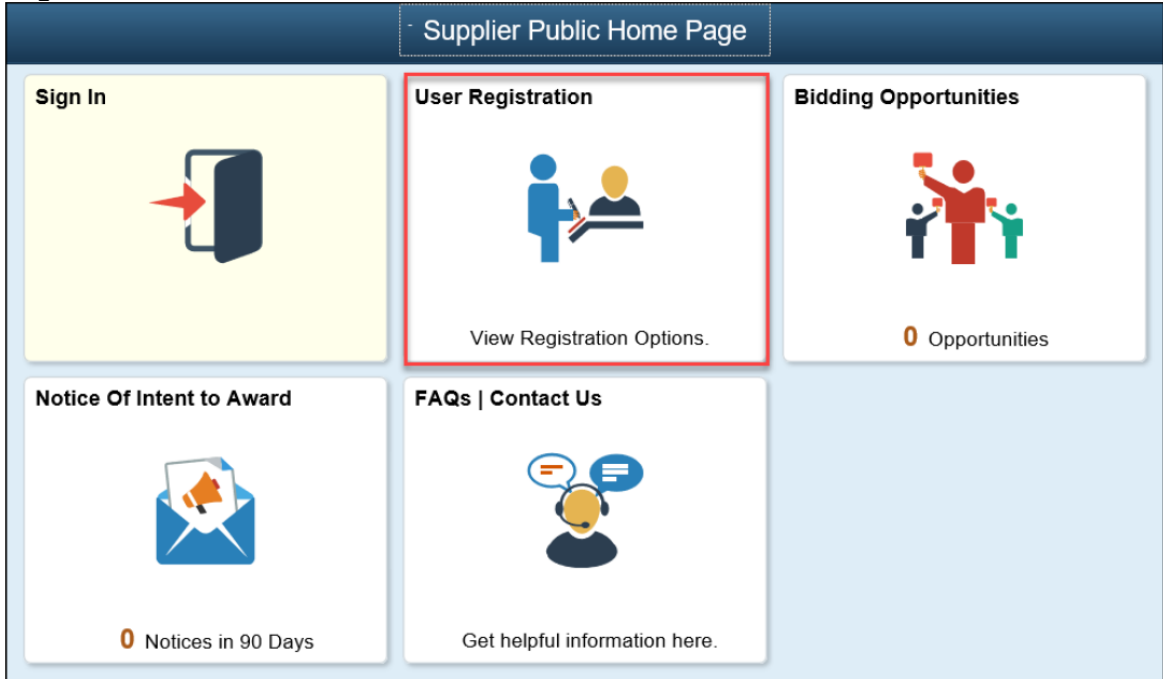 Supplier Public Home Page
Sign In
User Registration
View Registration Options.
Bidding Opportunities
0 Opportunities
Notice Of Intent to Award
0 Notices in 90 Days
FAQs | Contact Us
Get helpful information here.